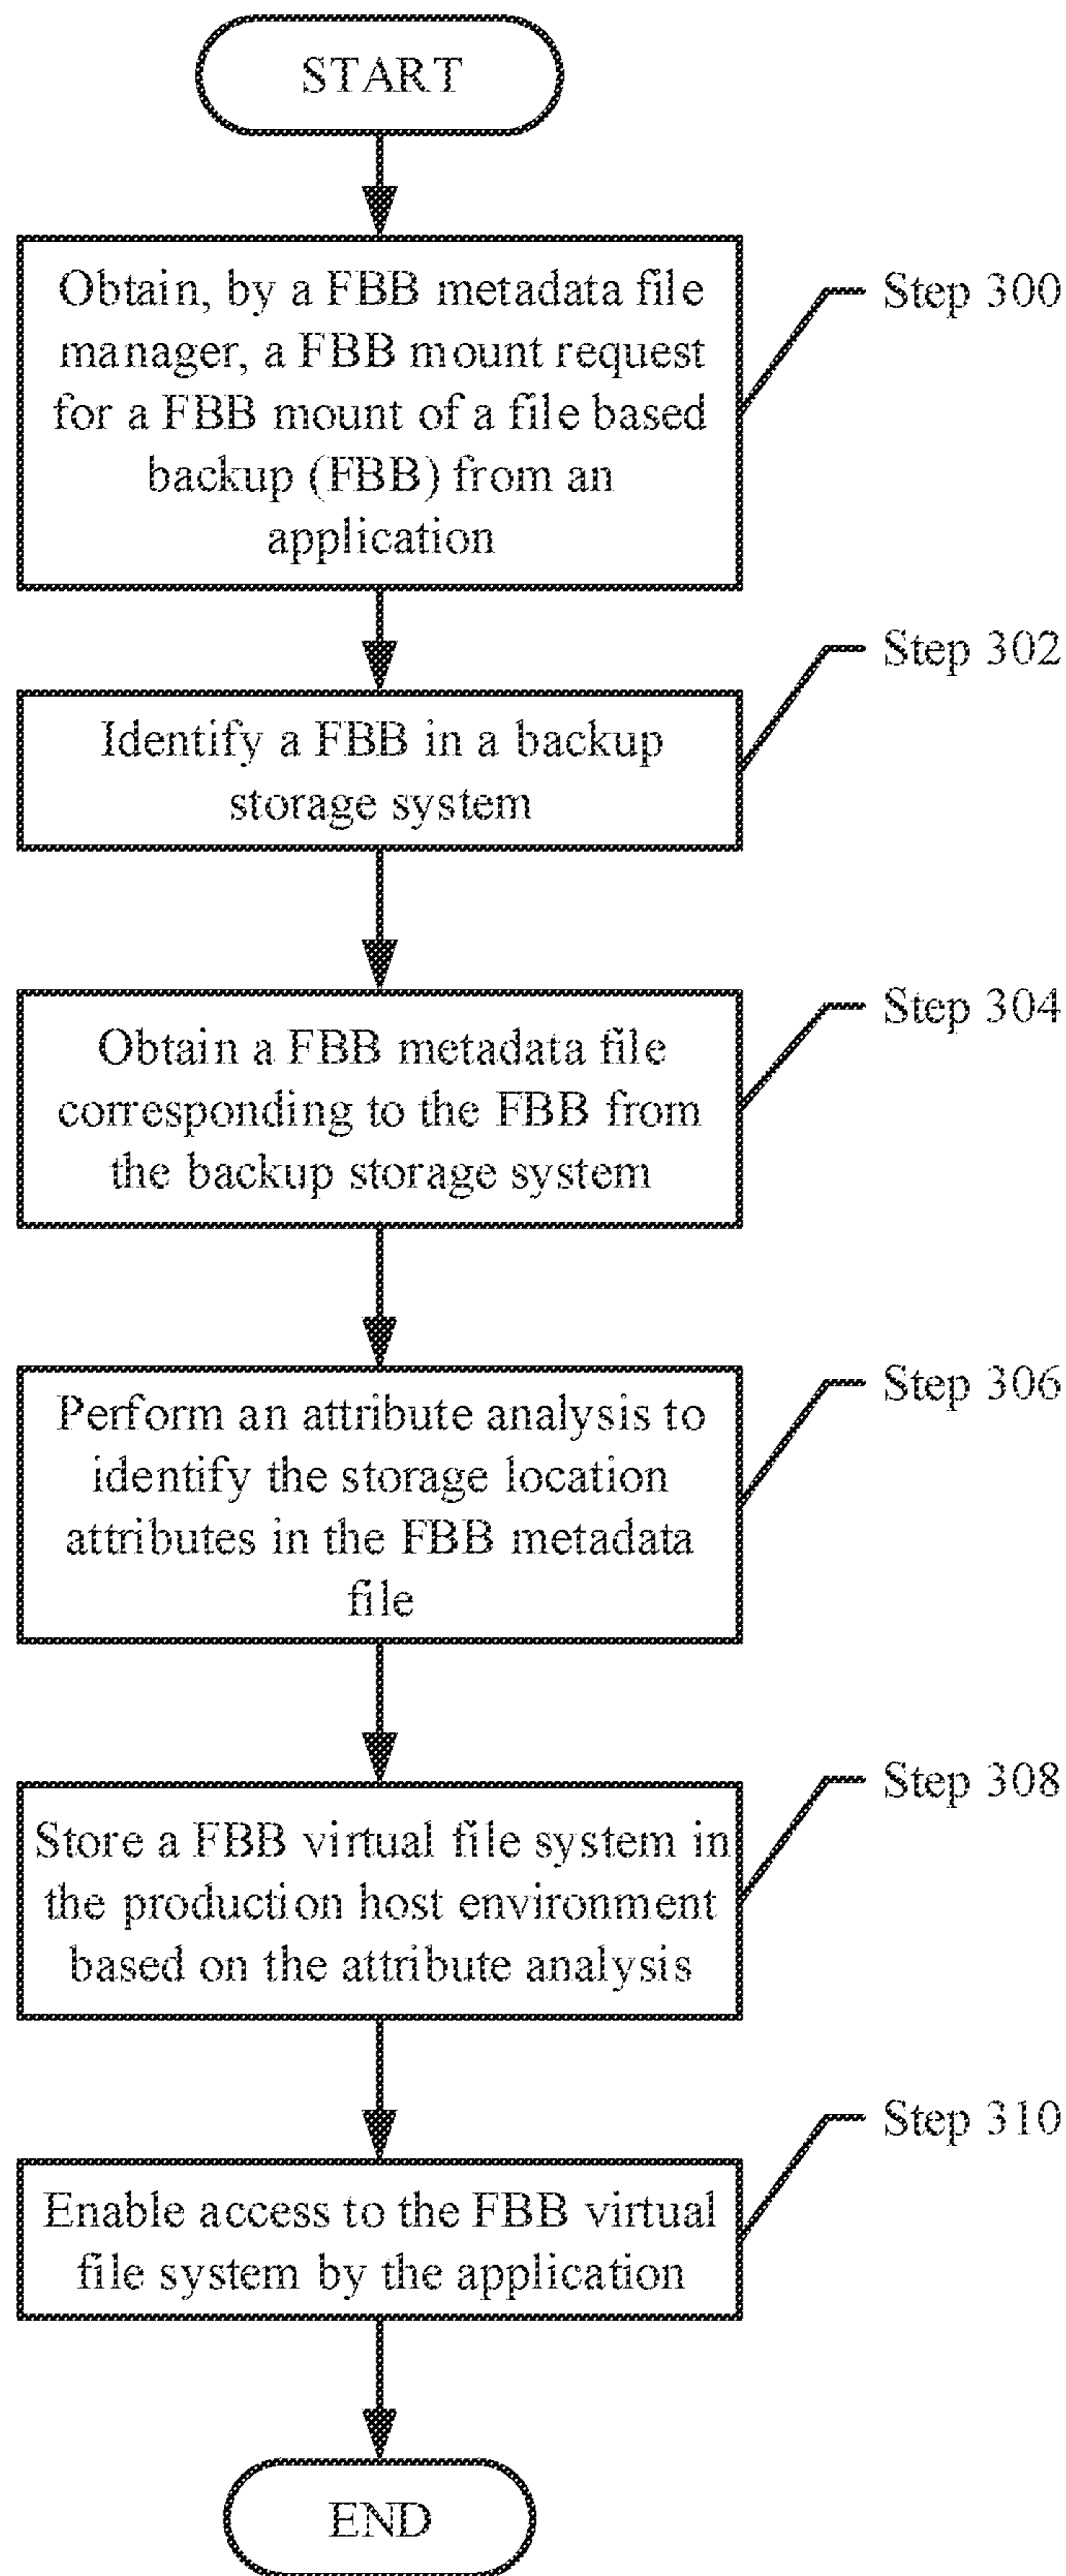 START
Obtain, by a FBB metadata file
manager, a FBB mount request
for a FBB mount of a file based
backup (FBB) from an
application
Step 300
Identify a FBB in a backup
storage system
Step 302
Obtain a FBB metadata file
corresponding to the FBB from
the backup storage system
Step 304
Perform an attribute analysis to
identify the storage location
attributes in the FBB metadata
file
Step 306
Store a FBB virtual file system in
the production host environment
based on the attribute analysis
Step 308
Enable access to the FBB virtual
file system by the application
Step 310
END